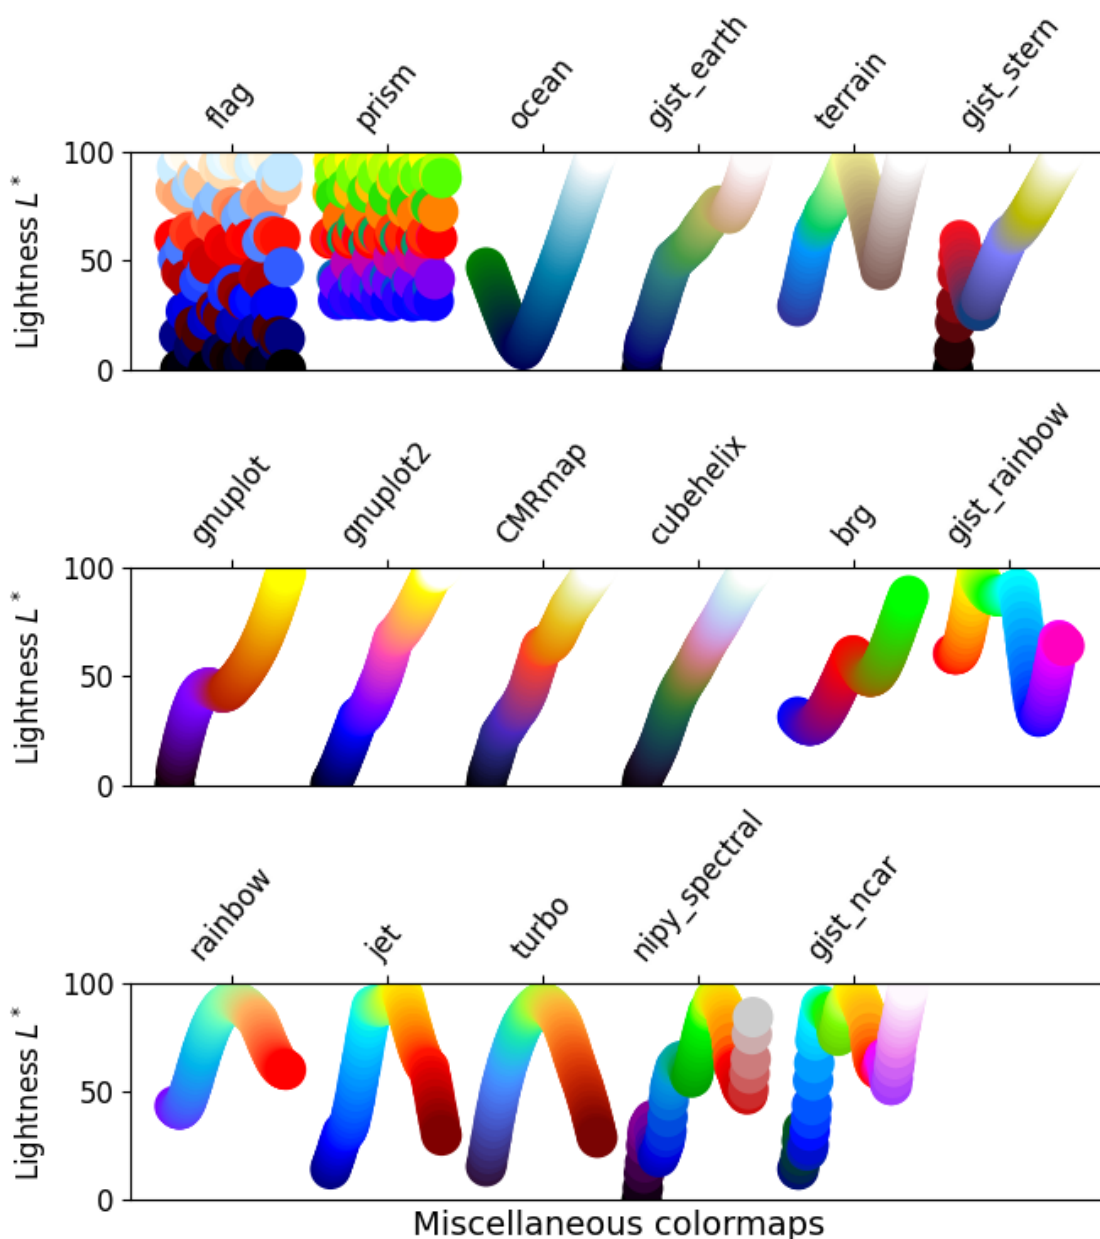 flag prism ocean gist_earth terrain gist_stern
100
50
0
Lightness L*
gnuplot gnuplot2 CMRmap cubehelix brg gist_rainbow
100
50
0
Lightness L*
rainbow jet turbo nipy_spectral gist_ncar
100
50
0
Lightness L*
Miscellaneous colormaps